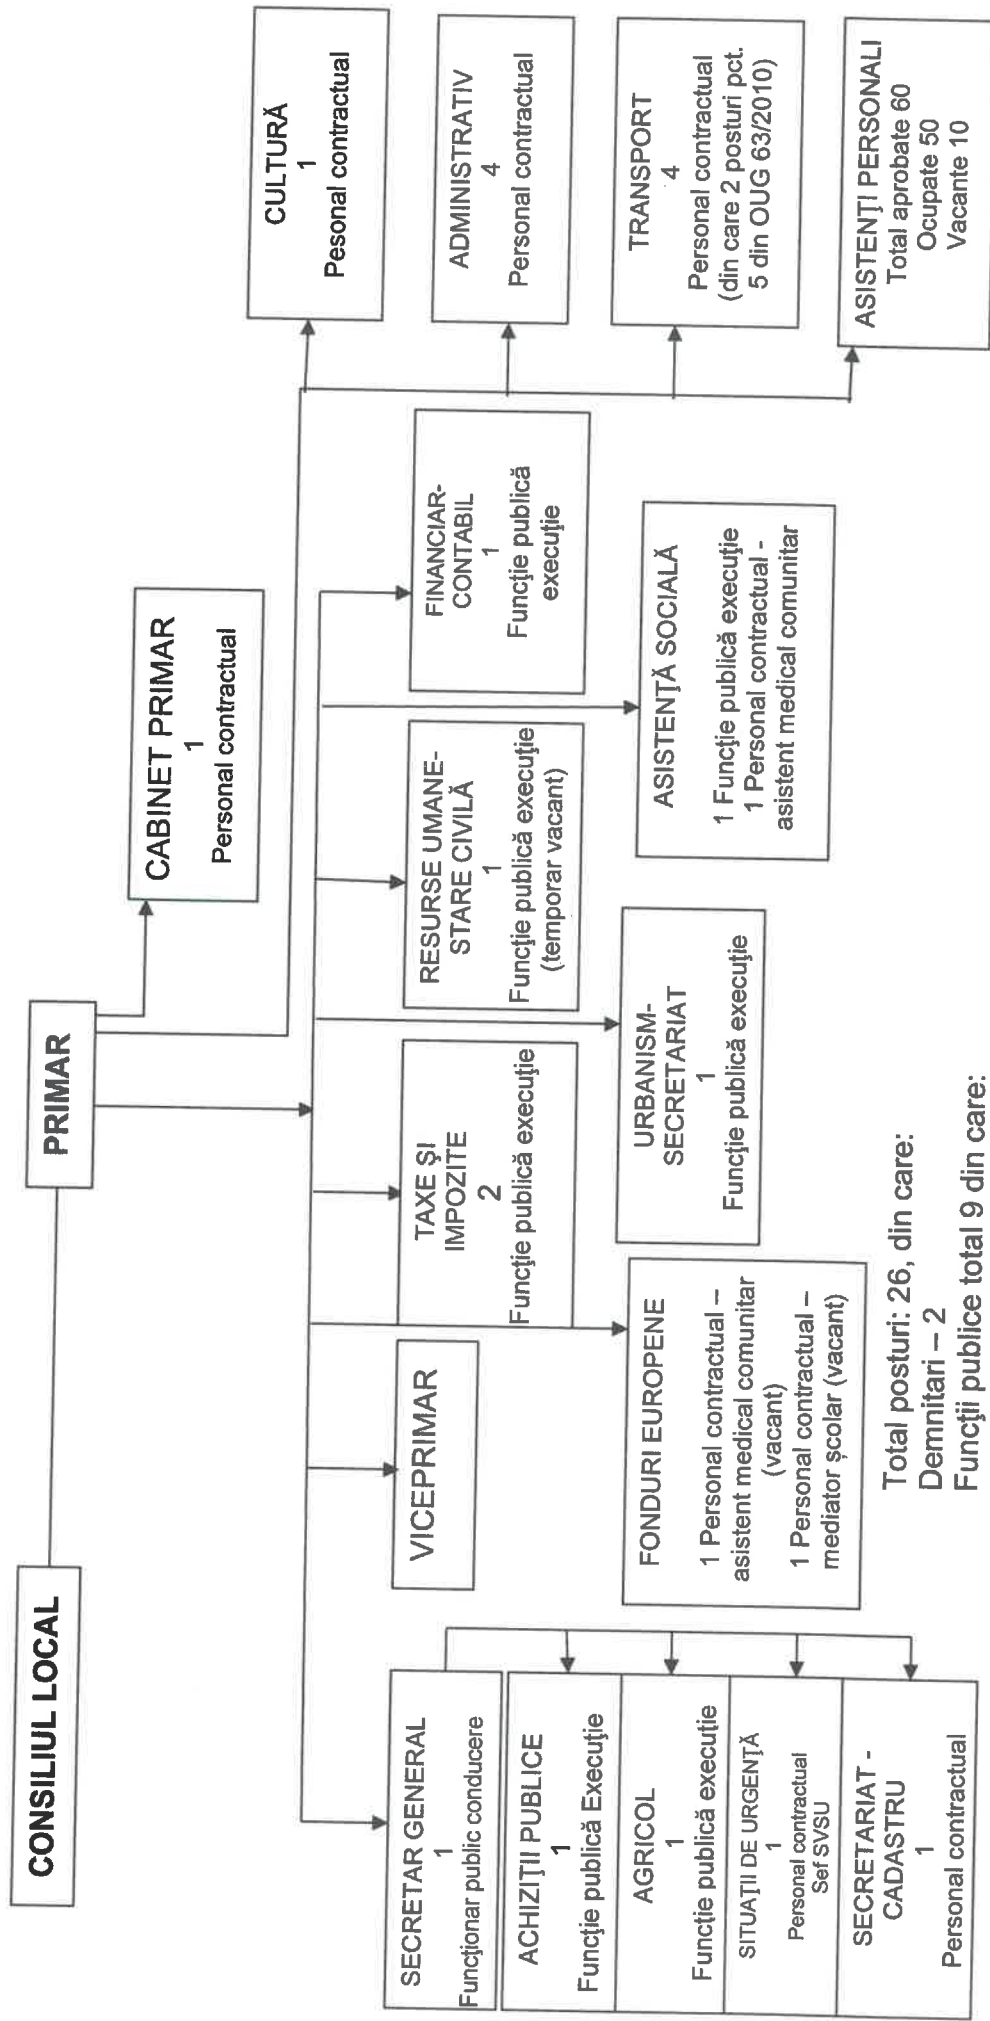 CONSILIUL LOCAL
PRIMAR
CABINET PRIMAR
1
Personal contractual
SECRETAR GENERAL
1
Funcţionar public conducere
ACHIZIŢII PUBLICE
1
Funcţie publică Execuţie
AGRICOL
1
Functie publică execuţie
SITUAŢII DE URGENŢĂ
1
Personal contractual
Sef SVSU
SECRETARIAT -
CADASTRU
1
Personal contractual
VICEPRIMAR
TAXE ŞI
IMPOZITE
2
Funcţie publică execuţie
RESURSE UMANE-
STARE CIVILĂ
1
Funcţie publică execuţie
(temporar vacant)
FINANCIAR-
CONTABIL
1
Funcţie publică
execuţie
FONDURI EUROPENE
1 Personal contractual –
asistent medical comunitar
(vacant)
1 Personal contractual –
mediator școlar (vacant)
URBANISM-
SECRETARIAT
1
Funcţie publică execuţie
ASISTENŢĂ SOCIALĂ
1 Funcţie publică execuţie
1 Personal contractual -
asistent medical comunitar
CULTURĂ
1
Pesonal contractual
ADMINISTRATIV
4
Personal contractual
TRANSPORT
4
Personal contractual
(din care 2 posturi pct.
5 din OUG 63/2010)
ASISTENŢI PERSONALI
Total aprobate 60
Ocupate 50
Vacante 10
Total posturi: 26, din care:
Demnitari – 2
Funcţii publice total 9 din care: